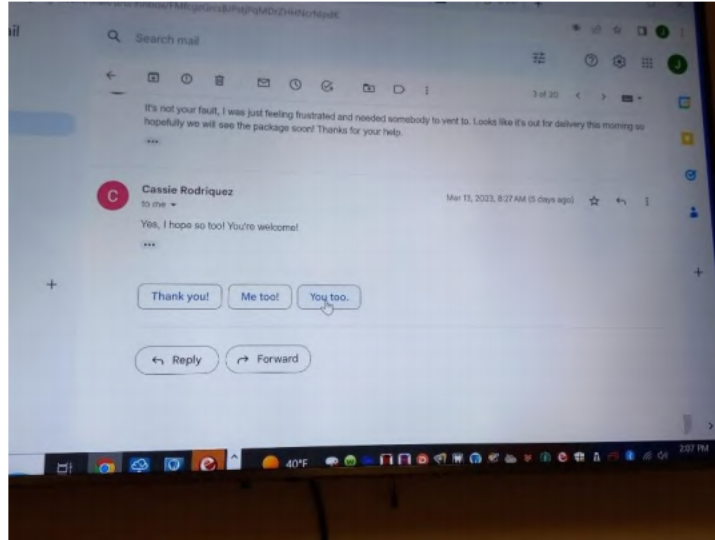 ail
Search mail
3 of 20
It's not your fault, I was just feeling frustrated and needed somebody to vent to. Looks like it's out for delivery this morning so
hopefully we will see the package soon! Thanks for your help.
C
Cassie Rodriquez
Mar 13, 2023, 8:27 AM (5 days ago)
to me
Yes, I hope so too! You're welcome!
Thank you!
Me too!
You too.
Reply
Forward
40°F
2:07 PM